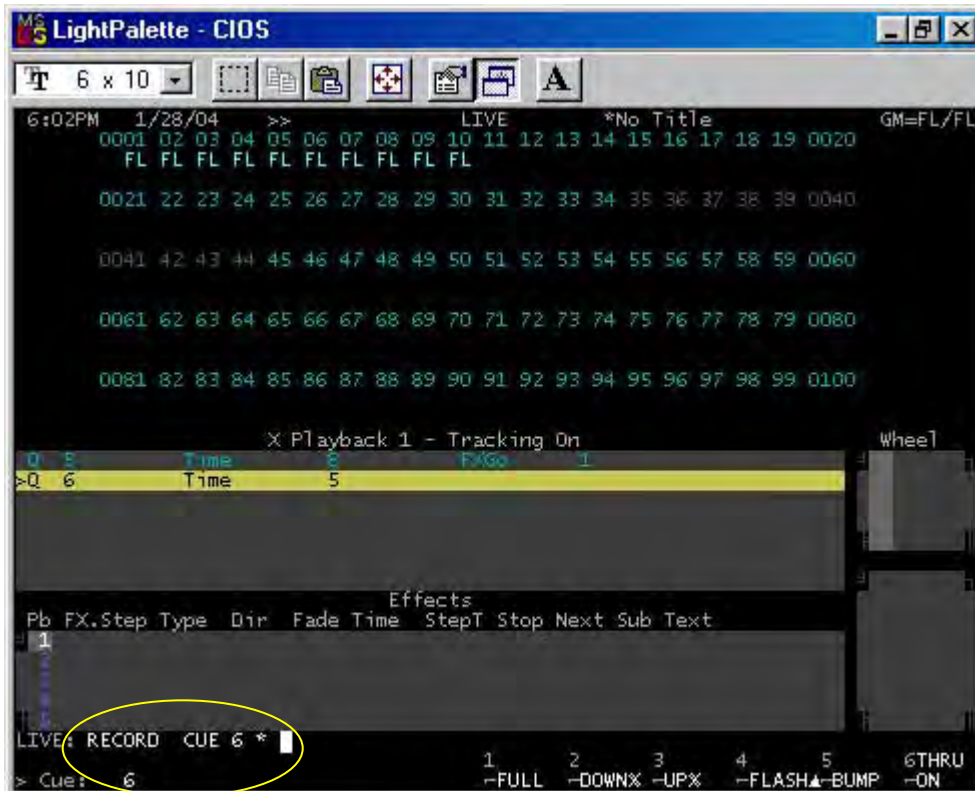 LightPalette - CIOS
6 x 10
A
6:02PM 1/28/04 >> LIVE *No Title GM=FL/FL
0001 02 03 04 05 06 07 08 09 10 11 12 13 14 15 16 17 18 19 0020
FL FL FL FL FL FL FL FL FL FL
0021 22 23 24 25 26 27 28 29 30 31 32 33 34 35 36 37 38 39 0040
0041 42 43 44 45 46 47 48 49 50 51 52 53 54 55 56 57 58 59 0060
0061 62 63 64 65 66 67 68 69 70 71 72 73 74 75 76 77 78 79 0080
0081 82 83 84 85 86 87 88 89 90 91 92 93 94 95 96 97 98 99 0100
X Playback 1 - Tracking On Wheel
Q Time FXGo 1
>Q 6 Time 5
Effects
Pb FX.Step Type Dir Fade Time StepT Stop Next Sub Text
1
LIVE: RECORD CUE 6 *
1 2 3 4 5 6THRU
> Cue: 6 ⌐FULL ⌐DOWN% ⌐UP% ⌐FLASH▲ ⌐BUMP ⌐ON